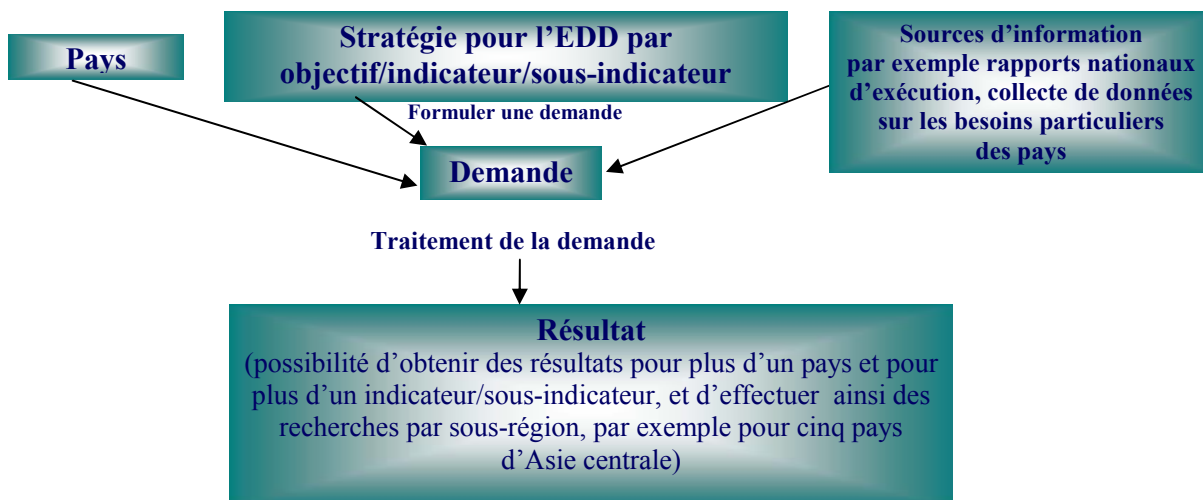 Pays
Stratégie pour l’EDD par
objectif/indicateur/sous-indicateur
Sources d’information
par exemple rapports nationaux
d’exécution, collecte de données
sur les besoins particuliers
des pays
Formuler une demande
Demande
Traitement de la demande
Résultat
(possibilité d’obtenir des résultats pour plus d’un pays et pour
plus d’un indicateur/sous-indicateur, et d’effectuer ainsi des
recherches par sous-région, par exemple pour cinq pays
d’Asie centrale)